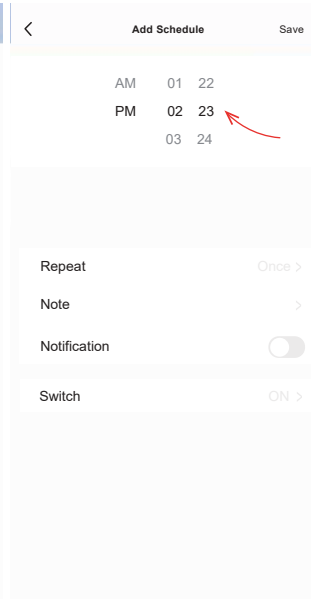 Add Schedule Save
AM 01 22
PM 02 23
03 24
Repeat Once >
Note >
Notification
Switch ON >